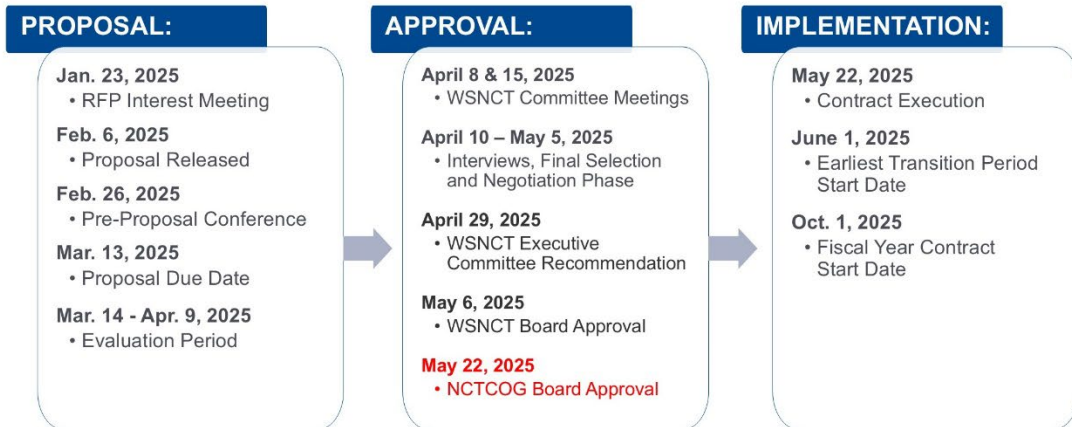 PROPOSAL:
Jan. 23, 2025
• RFP Interest Meeting
Feb. 6, 2025
• Proposal Released
Feb. 26, 2025
• Pre-Proposal Conference
Mar. 13, 2025
• Proposal Due Date
Mar. 14 - Apr. 9, 2025
• Evaluation Period
APPROVAL:
April 8 & 15, 2025
• WSNCT Committee Meetings
April 10 – May 5, 2025
• Interviews, Final Selection
and Negotiation Phase
April 29, 2025
• WSNCT Executive
Committee Recommendation
May 6, 2025
• WSNCT Board Approval
May 22, 2025
• NCTCOG Board Approval
IMPLEMENTATION:
May 22, 2025
• Contract Execution
June 1, 2025
• Earliest Transition Period
Start Date
Oct. 1, 2025
• Fiscal Year Contract
Start Date